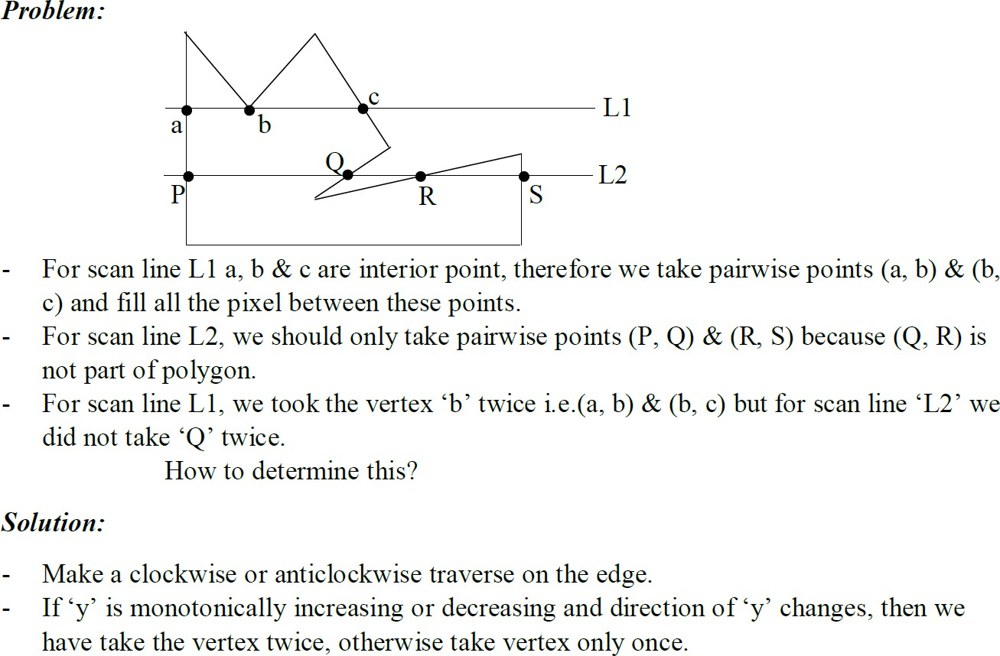 Problem:
c
L1
a
b
Q
L2
P
R
S
- For scan line L1 a, b & c are interior point, therefore we take pairwise points (a, b) & (b,
c) and fill all the pixel between these points.
- For scan line L2, we should only take pairwise points (P, Q) & (R, S) because (Q, R) is
not part of polygon.
- For scan line L1, we took the vertex ‘b’ twice i.e.(a, b) & (b, c) but for scan line ‘L2’ we
did not take ‘Q’ twice.
How to determine this?
Solution:
- Make a clockwise or anticlockwise traverse on the edge.
- If ‘y’ is monotonically increasing or decreasing and direction of ‘y’ changes, then we
have take the vertex twice, otherwise take vertex only once.